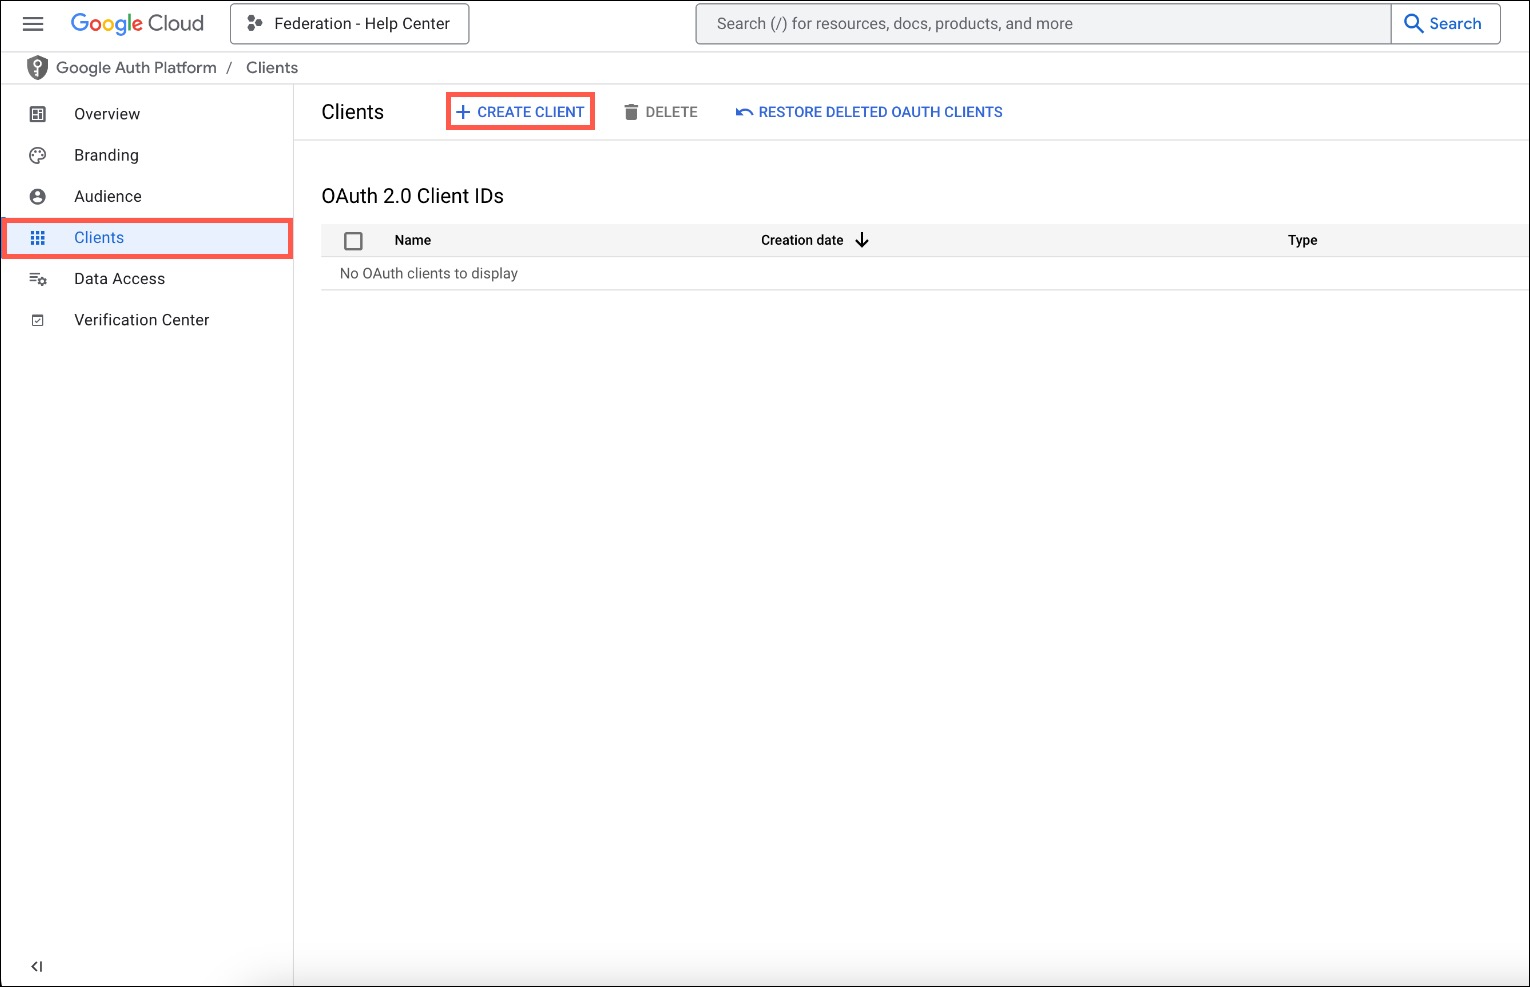 Google Cloud
Federation - Help Center
Search (/) for resources, docs, products, and more
Search
Google Auth Platform / Clients
Overview
Branding
Audience
Clients
Data Access
Verification Center
Clients
CREATE CLIENT
DELETE
RESTORE DELETED OAUTH CLIENTS
OAuth 2.0 Client IDs
Name Creation date Type
No OAuth clients to display